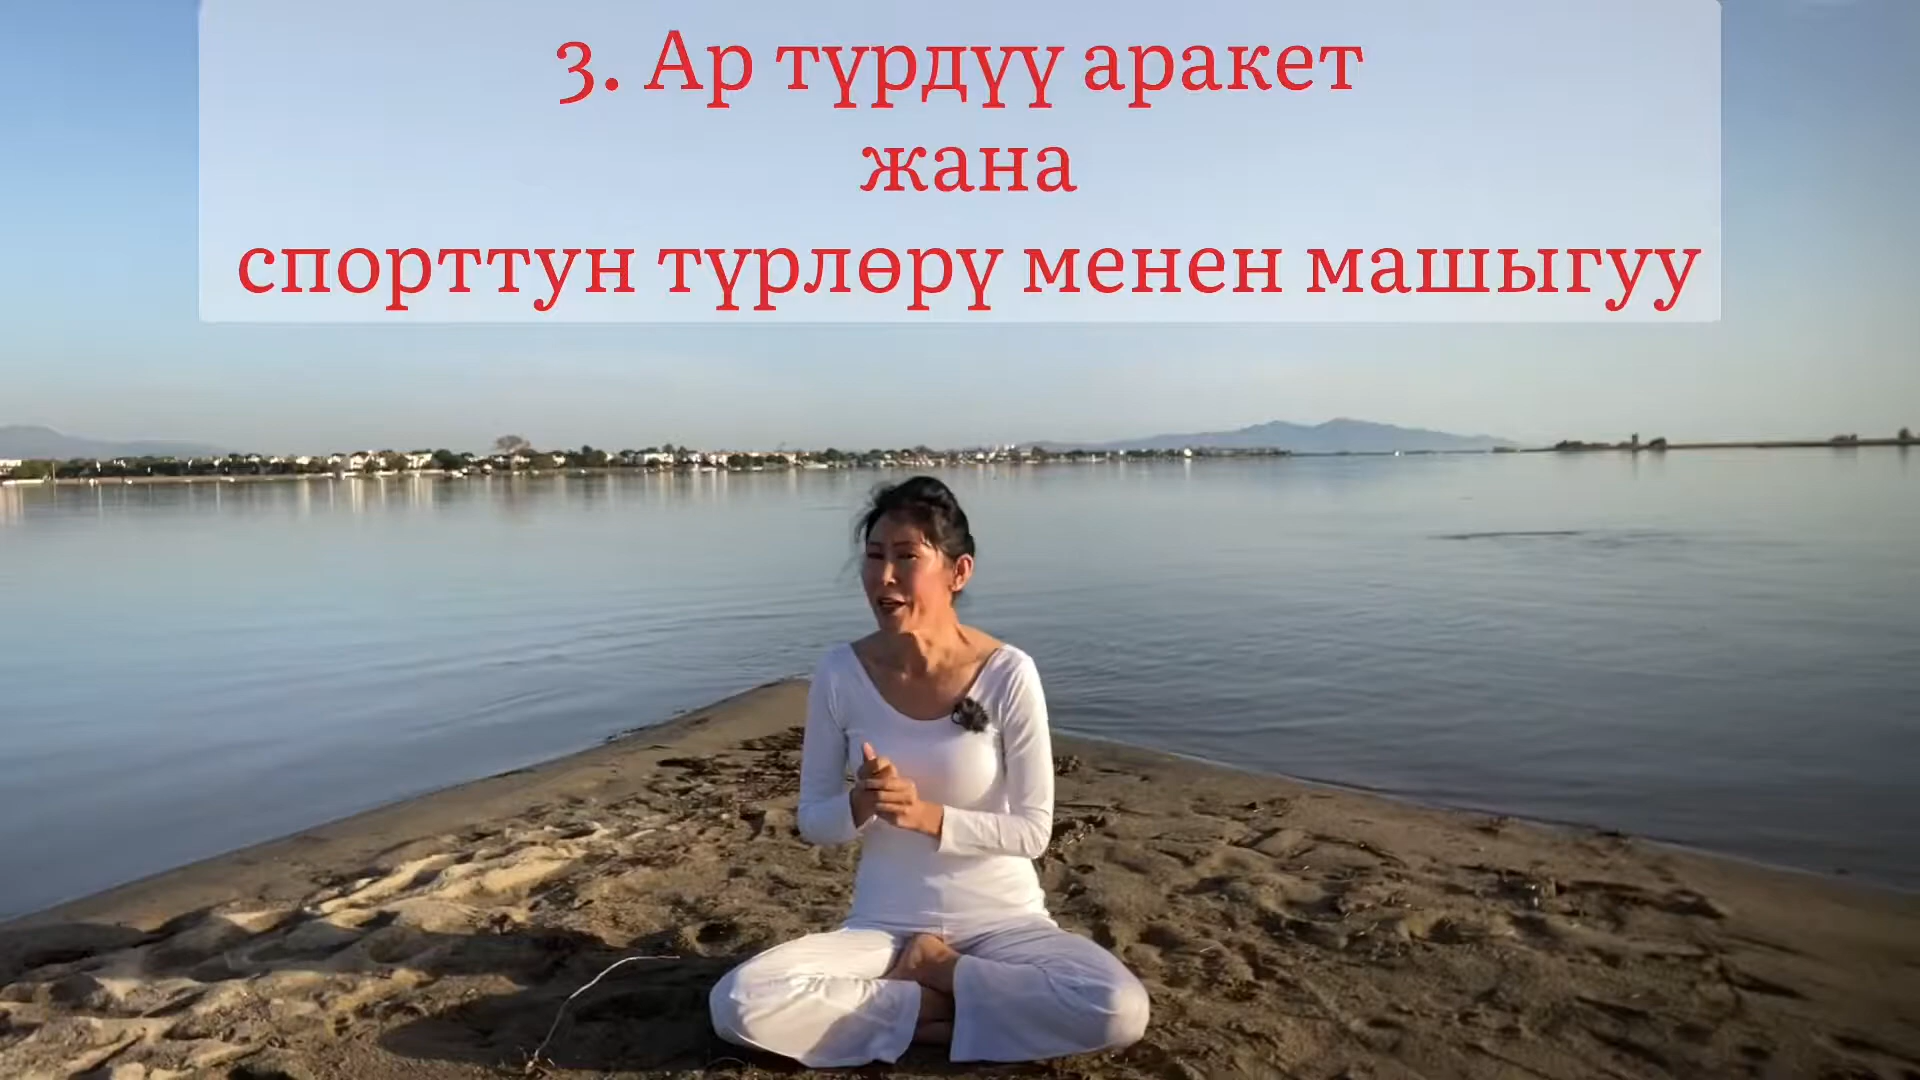 3. Ар түрдүү аракет
жана
спорттун түрлөрү менен машыгуу